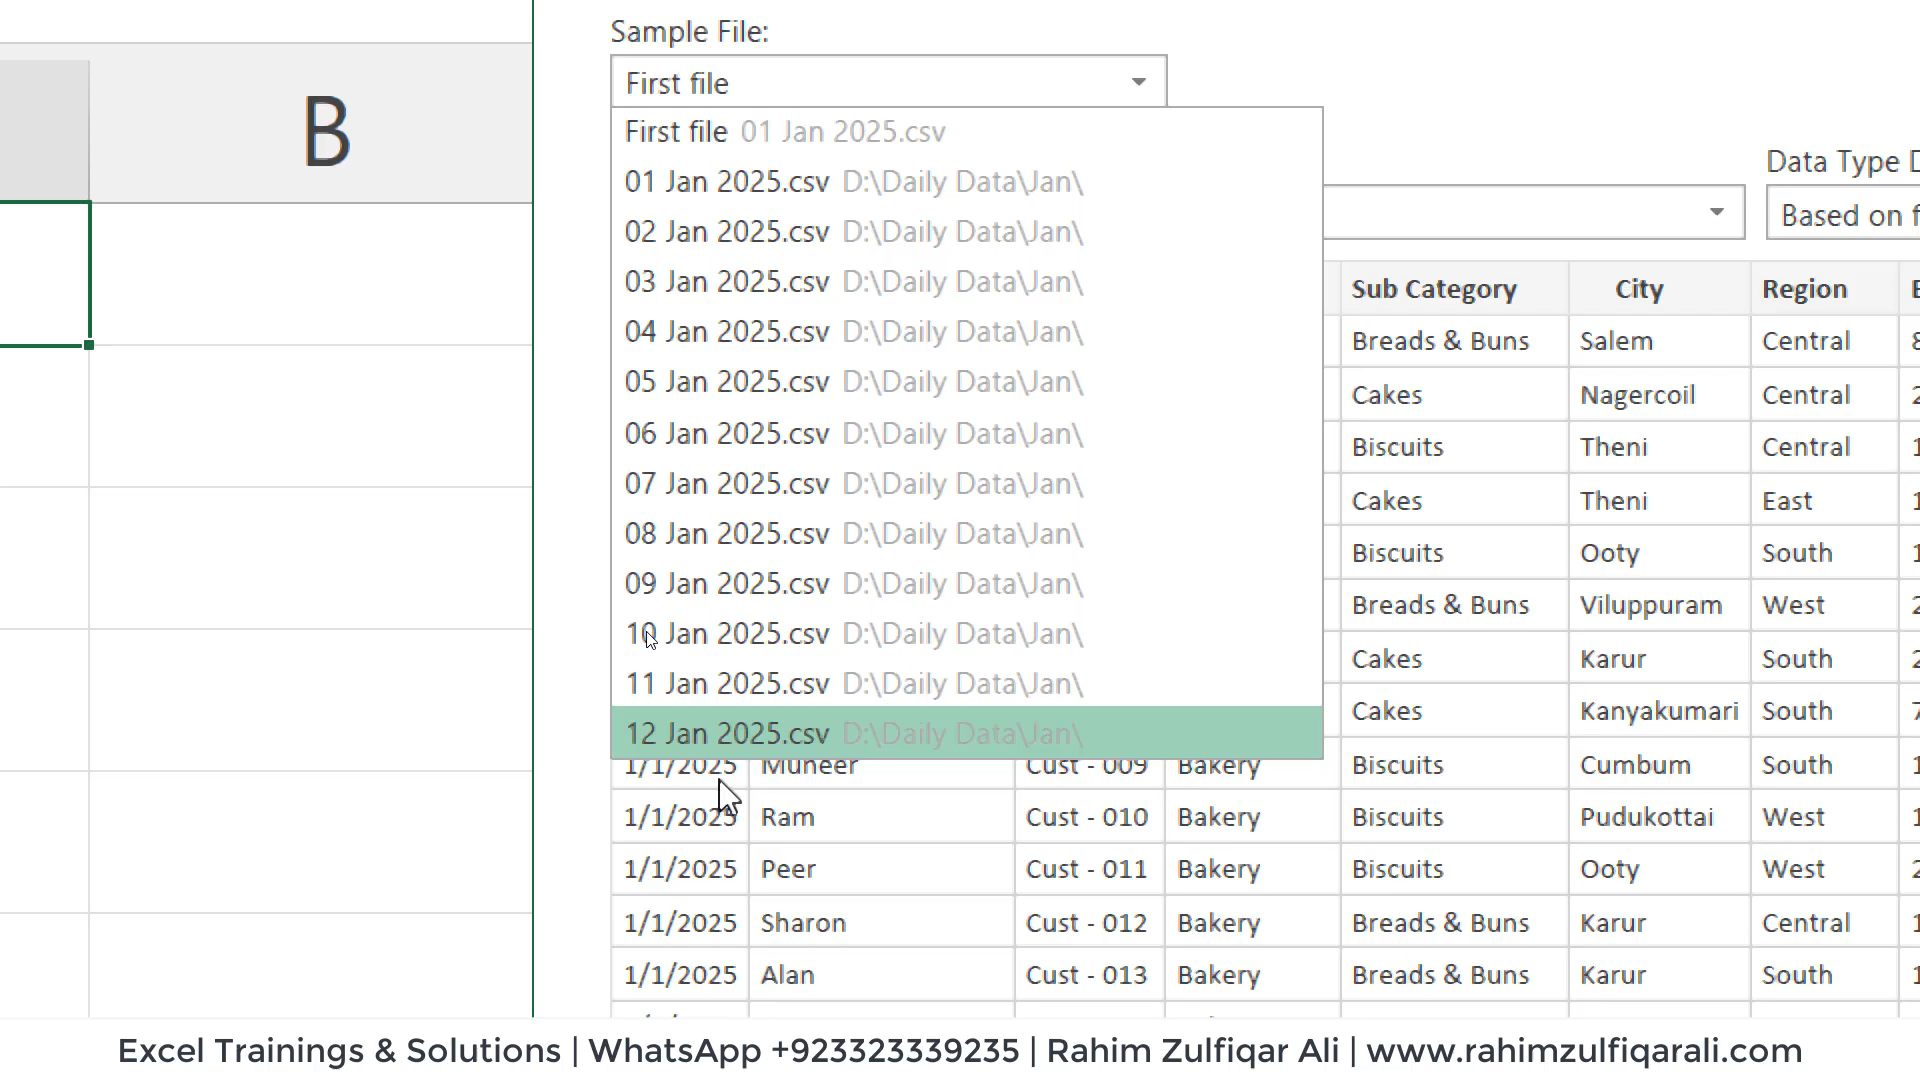 Sample File:
First file
B
First file 01 Jan 2025.csv
01 Jan 2025.csv D:\Daily Data\Jan\
02 Jan 2025.csv D:\Daily Data\Jan\
03 Jan 2025.csv D:\Daily Data\Jan\
04 Jan 2025.csv D:\Daily Data\Jan\
05 Jan 2025.csv D:\Daily Data\Jan\
06 Jan 2025.csv D:\Daily Data\Jan\
07 Jan 2025.csv D:\Daily Data\Jan\
08 Jan 2025.csv D:\Daily Data\Jan\
09 Jan 2025.csv D:\Daily Data\Jan\
10 Jan 2025.csv D:\Daily Data\Jan\
11 Jan 2025.csv D:\Daily Data\Jan\
12 Jan 2025.csv D:\Daily Data\Jan\
Data Type
Based on
Sub Category City Region
Breads & Buns Salem Central
Cakes Nagercoil Central
Biscuits Theni Central
Cakes Theni East
Biscuits Ooty South
Breads & Buns Viluppuram West
Cakes Karur South
Cakes Kanyakumari South
1/1/2025 Muneer Cust - 009 Bakery Biscuits Cumbum South
1/1/2025 Ram Cust - 010 Bakery Biscuits Pudukottai West
1/1/2025 Peer Cust - 011 Bakery Biscuits Ooty West
1/1/2025 Sharon Cust - 012 Bakery Breads & Buns Karur Central
1/1/2025 Alan Cust - 013 Bakery Breads & Buns Karur South
Excel Trainings & Solutions | WhatsApp +923323339235 | Rahim Zulfiqar Ali | www.rahimzulfiqarali.com